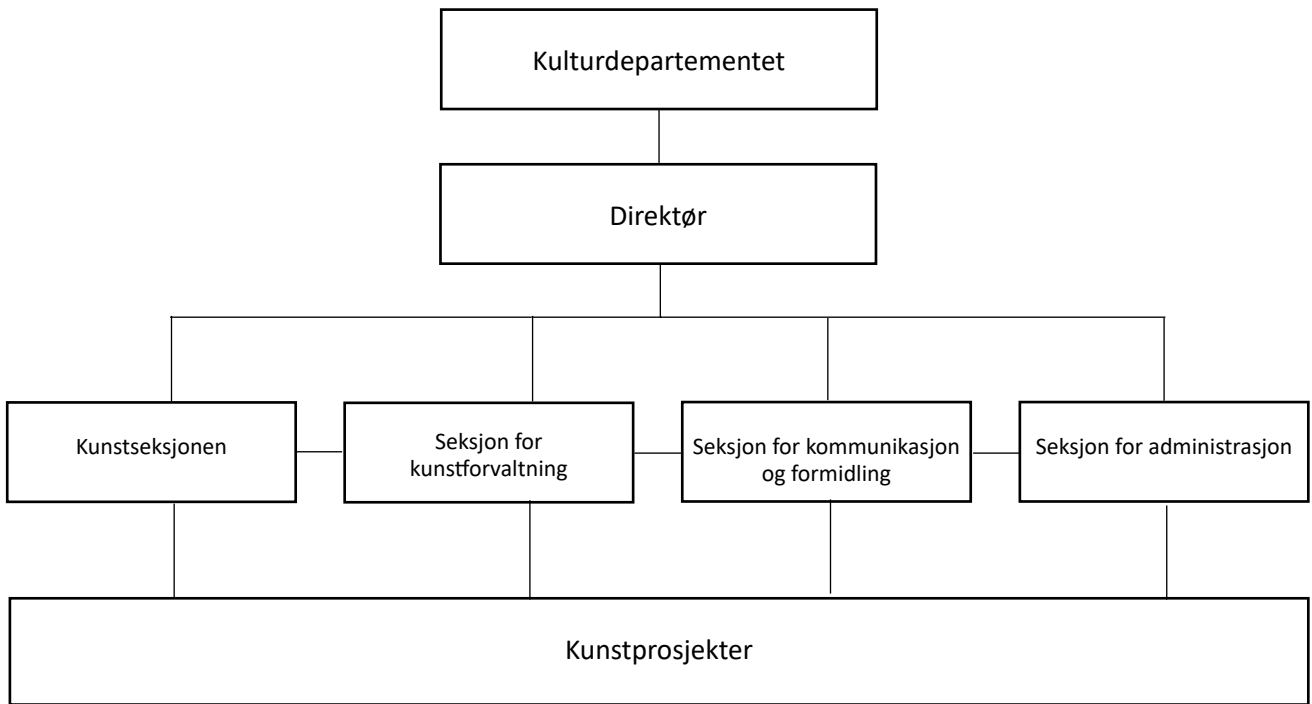 Kulturdepartementet
Direktør
Kunstseksjonen
Seksjon for
kunstforvaltning
Seksjon for kommunikasjon
og formidling
Seksjon for administrasjon
Kunstprosjekter